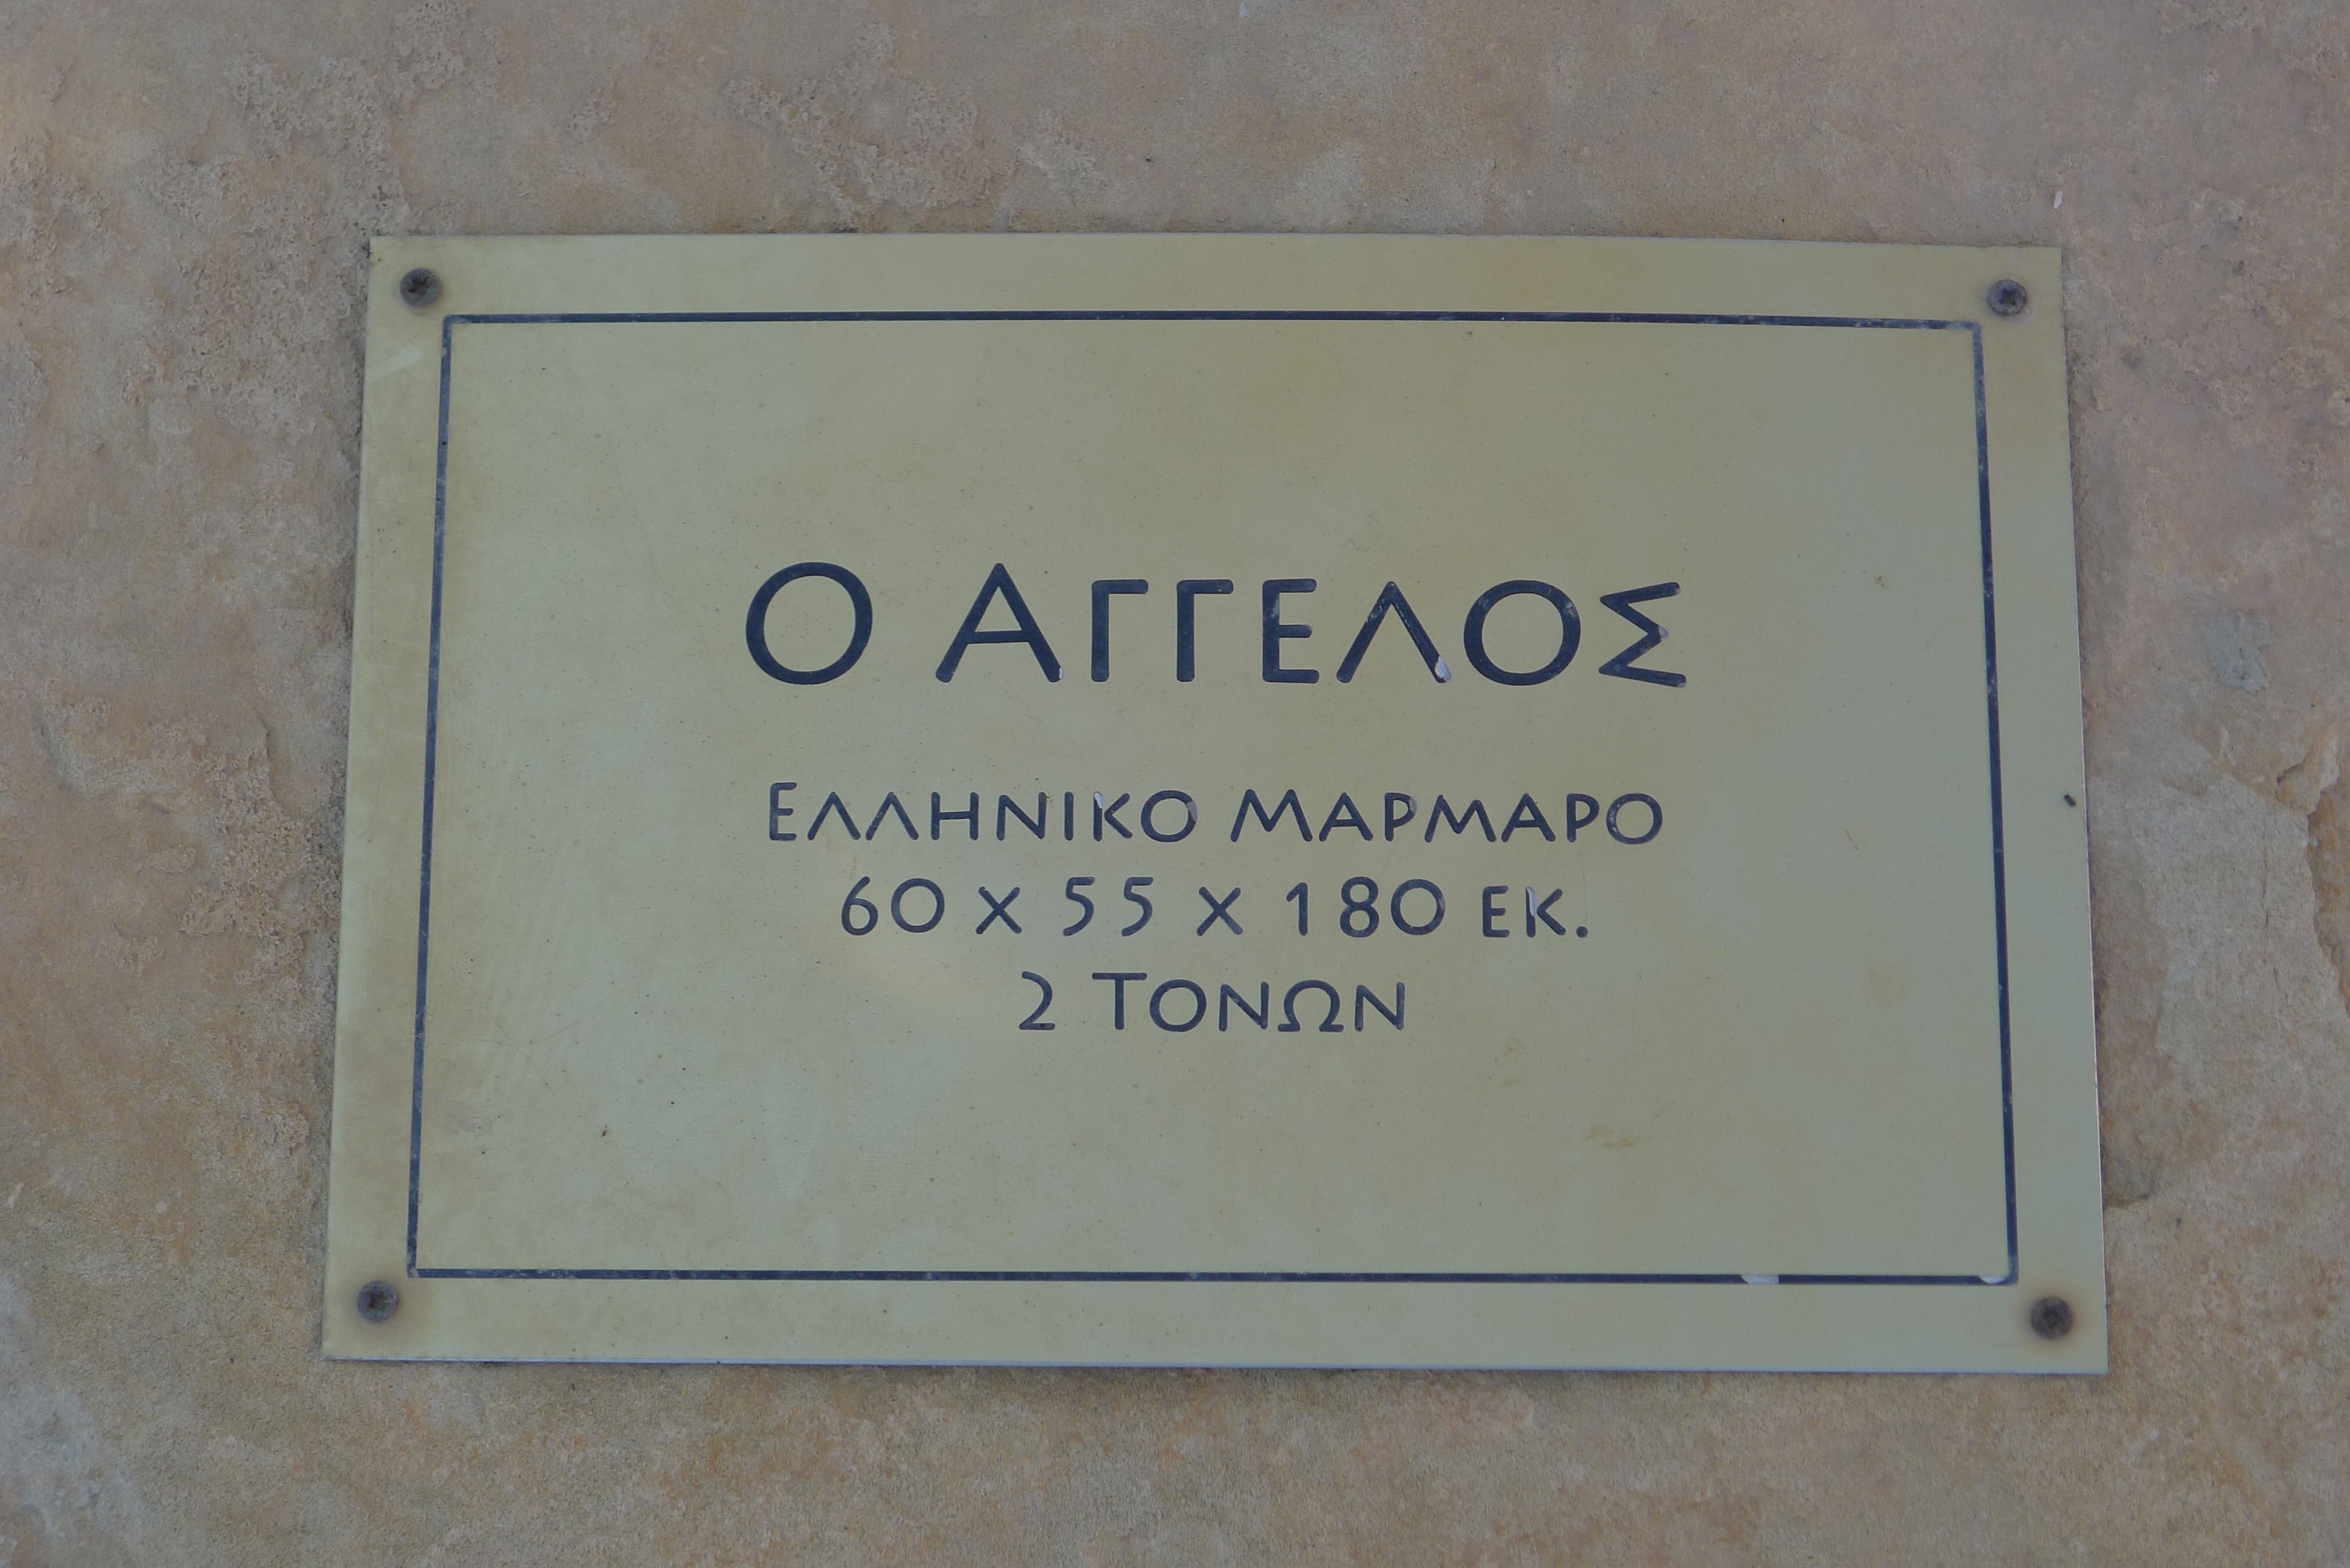 Ο ΑΓΓΕΛΟΣ
ΕΛΛΗΝΙΚΟ ΜΑΡΜΑΡΟ
60 x 55 x 180 ΕΚ.
2 ΤΟΝΩΝ